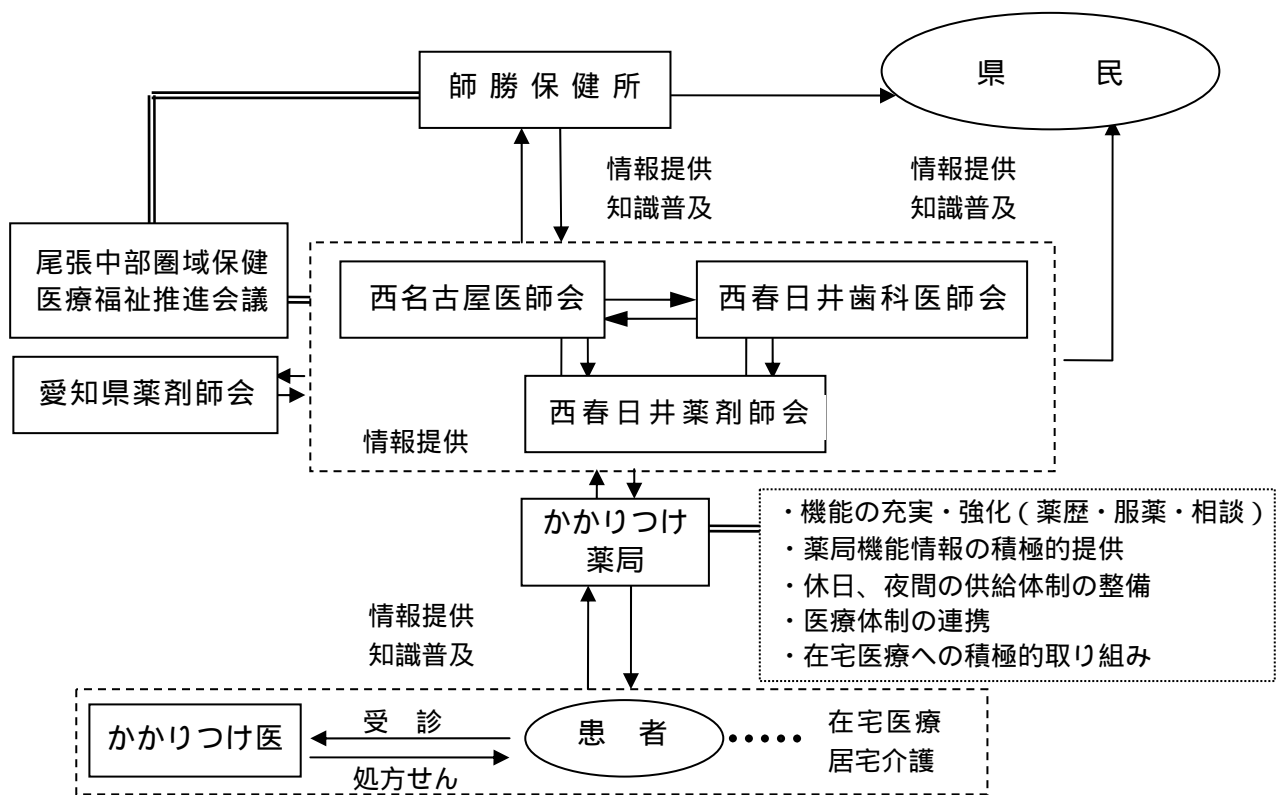 師勝保健所
県　民
情報提供
知識普及
情報提供
知識普及
尾張中部圏域保健
医療福祉推進会議
西名古屋医師会
西春日井歯科医師会
愛知県薬剤師会
西春日井薬剤師会
情報提供
かかりつけ
薬局
・機能の充実・強化（薬歴・服薬・相談）
・薬局機能情報の積極的提供
・休日、夜間の供給体制の整備
・医療体制の連携
・在宅医療への積極的取り組み
情報提供
知識普及
かかりつけ医
受　診
処方せん
患　者
在宅医療
居宅介護